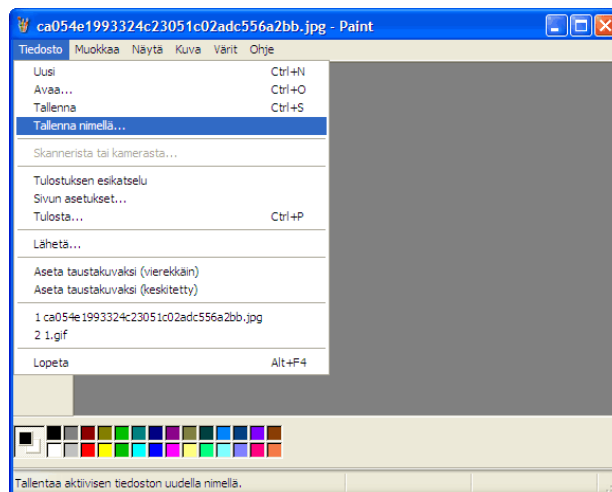 ca054e1993324c23051c02adc556a2bb.jpg - Paint
Tiedosto Muokkaa Näytä Kuva Värit Ohje
Uusi Ctrl+N
Avaa... Ctrl+O
Tallenna Ctrl+S
Tallenna nimellä...
Skannerista tai kamerasta...
Tulostuksen esikatselu
Sivun asetukset...
Tulosta... Ctrl+P
Lähetä...
Aseta taustakuvaksi (vierekkäin)
Aseta taustakuvaksi (keskitetty)
1 ca054e1993324c23051c02adc556a2bb.jpg
2 1.gif
Lopeta Alt+F4
Tallentaa aktiivisen tiedoston uudella nimellä.